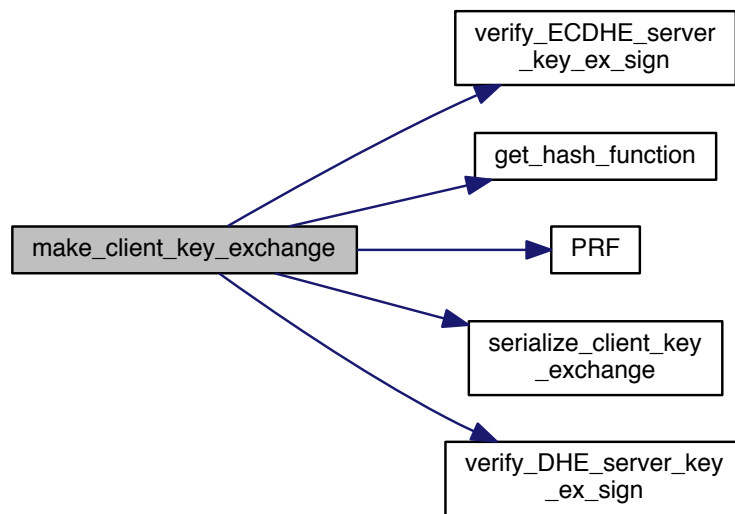 verify_ECDHE_server
_key_ex_sign
get_hash_function
make_client_key_exchange
PRF
serialize_client_key
_exchange
verify_DHE_server_key
_ex_sign